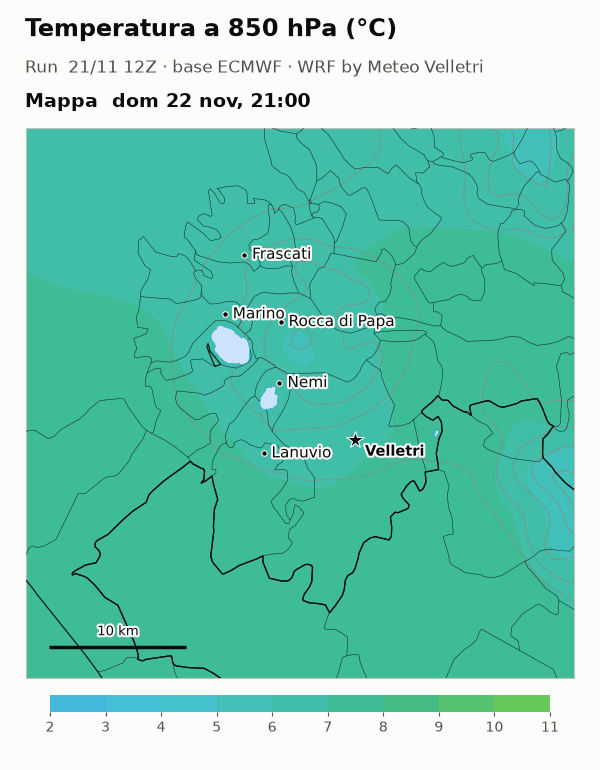 Temperatura a 850 hPa (°C)
Run  21/11 12Z · base ECMWF · WRF by Meteo Velletri
Mappa  dom 22 nov, 21:00
Frascati
Marino
Rocca di Papa
Nemi
Velletri
Lanuvio
10 km
2 3 4 5 6 7 8 9 10 11